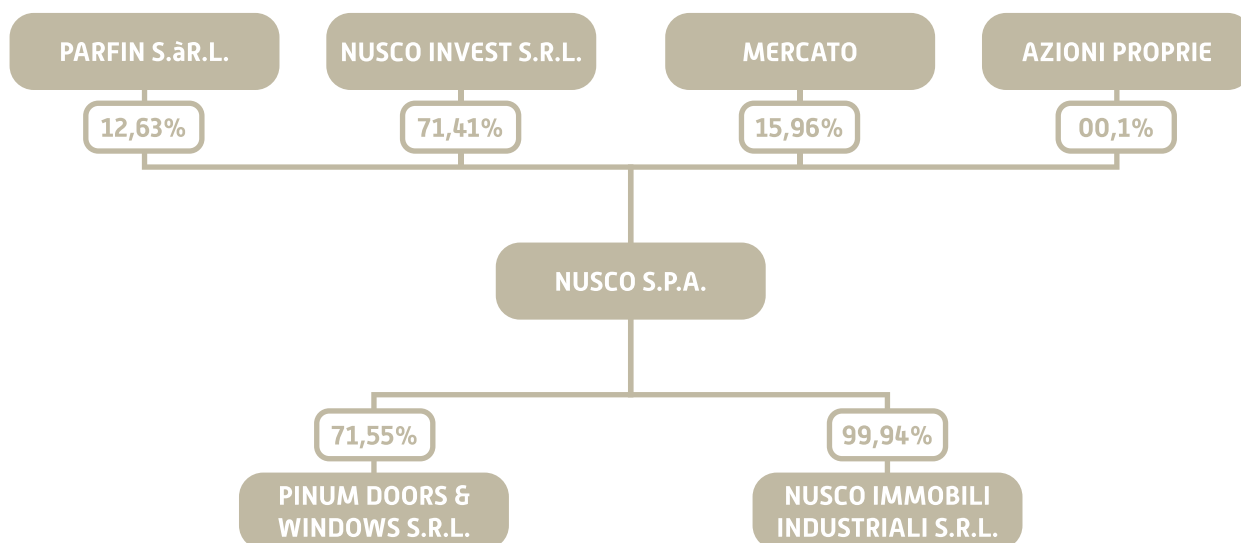 PARFIN S.àR.L.
NUSCO INVEST S.R.L.
MERCATO
AZIONI PROPRIE
12,63%
71,41%
15,96%
00,1%
NUSCO S.P.A.
71,55%
99,94%
PINUM DOORS &
WINDOWS S.R.L.
NUSCO IMMOBILI
INDUSTRIALI S.R.L.